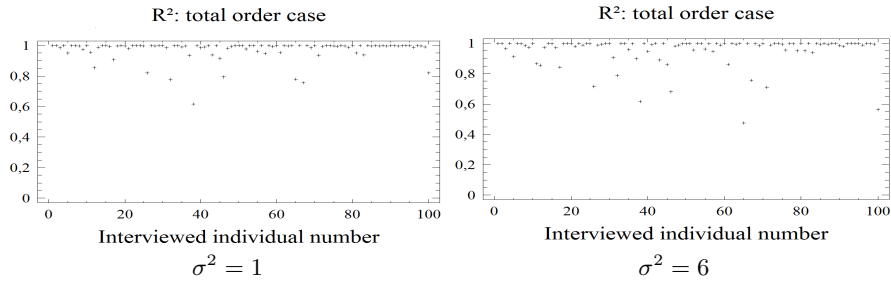 R²: total order case
1
0,8
0,6
0,4
0,2
0
0 20 40 60 80 100
Interviewed individual number
σ² = 1
R²: total order case
1
0,8
0,6
0,4
0,2
0
0 20 40 60 80 100
Interviewed individual number
σ² = 6